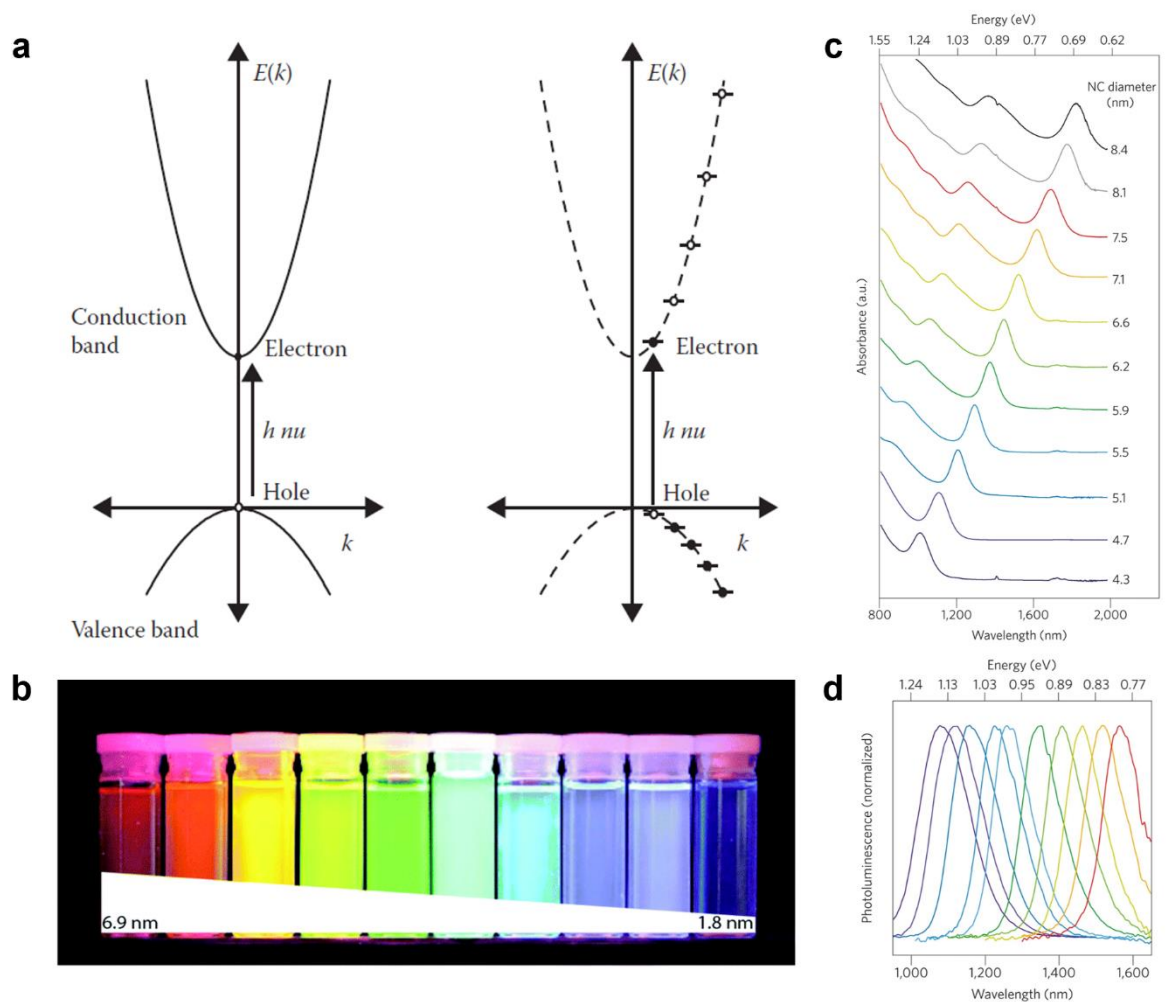 a
E(k)
Conduction
band
Electron
h nu
Hole
k
Valence band
E(k)
Electron
h nu
Hole
k
b
6.9 nm
1.8 nm
c
Energy (eV)
1.55 1.24 1.03 0.89 0.77 0.69 0.62
NC diameter
(nm)
8.4
8.1
7.5
7.1
6.6
6.2
5.9
5.5
5.1
4.7
4.3
Absorbance (a.u.)
800 1,200 1,600 2,000
Wavelength (nm)
d
Energy (eV)
1.24 1.13 1.03 0.95 0.89 0.83 0.77
Photoluminescence (normalized)
1,000 1,200 1,400 1,600
Wavelength (nm)